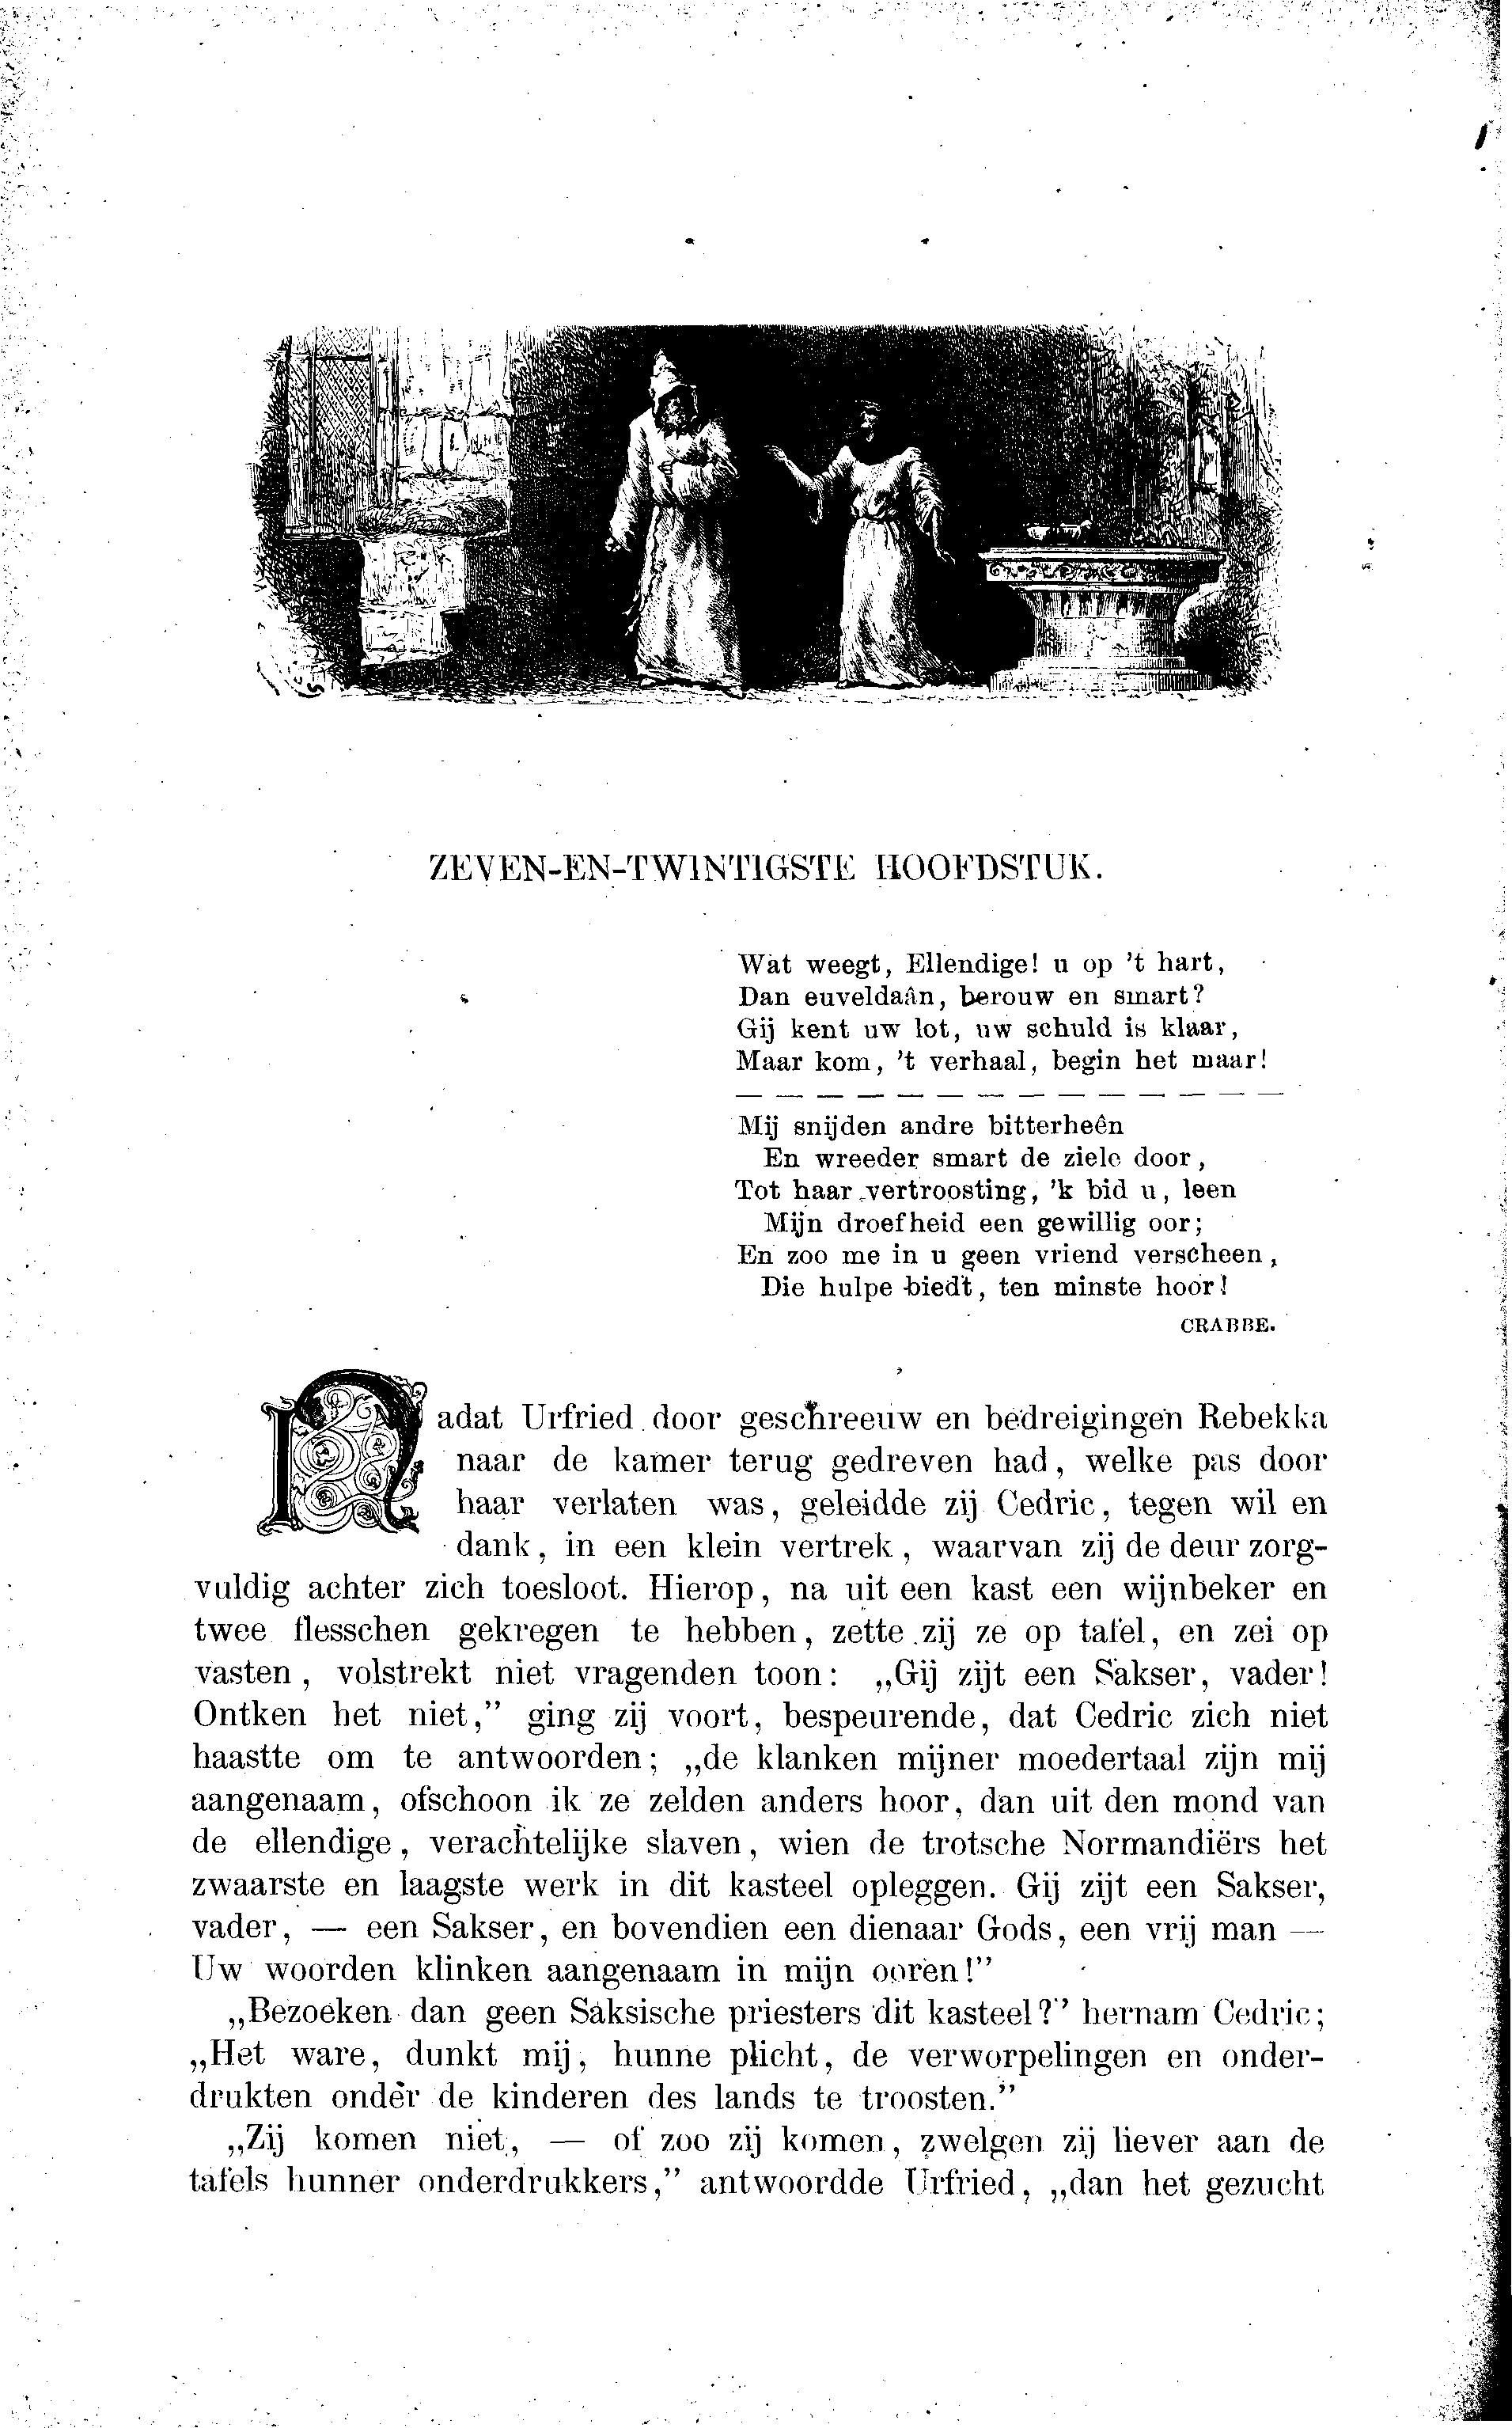 ZEVEN-EN-TWINTIGSTE HOOFDSTUK.
Wat weegt, Ellendige! u op 't hart,
Dan euveldaân, berouw en smart?
Gij kent uw lot, uw schuld is klaar,
Maar kom, 't verhaal, begin het maar!
— — — — — — — — — — — — — —
Mij snijden andre bitterheên
En wreeder smart de ziele door,
Tot haar vertroosting, 'k bid u, leen
Mijn droefheid een gewillig oor;
En zoo me in u geen vriend verscheen,
Die hulpe biedt, ten minste hoor!
CRABBE.
Nadat Urfried door geschreeuw en bedreigingen Rebekka
naar de kamer terug gedreven had, welke pas door
haar verlaten was, geleidde zij Cedric, tegen wil en
dank, in een klein vertrek, waarvan zij de deur zorg-
vuldig achter zich toesloot. Hierop, na uit een kast een wijnbeker en
twee flesschen gekregen te hebben, zette zij ze op tafel, en zei op
vasten, volstrekt niet vragenden toon: „Gij zijt een Sakser, vader!
Ontken het niet,” ging zij voort, bespeurende, dat Cedric zich niet
haastte om te antwoorden; „de klanken mijner moedertaal zijn mij
aangenaam, ofschoon ik ze zelden anders hoor, dan uit den mond van
de ellendige, verachtelijke slaven, wien de trotsche Normandiërs het
zwaarste en laagste werk in dit kasteel opleggen. Gij zijt een Sakser,
vader, — een Sakser, en bovendien een dienaar Gods, een vrij man —
Uw woorden klinken aangenaam in mijn ooren!”
„Bezoeken dan geen Saksische priesters dit kasteel?” hernam Cedric;
„Het ware, dunkt mij, hunne plicht, de verworpelingen en onder-
drukten onder de kinderen des lands te troosten.”
„Zij komen niet, — of zoo zij komen, zwelgen zij liever aan de
tafels hunner onderdrukkers,” antwoordde Urfried, „dan het gezucht